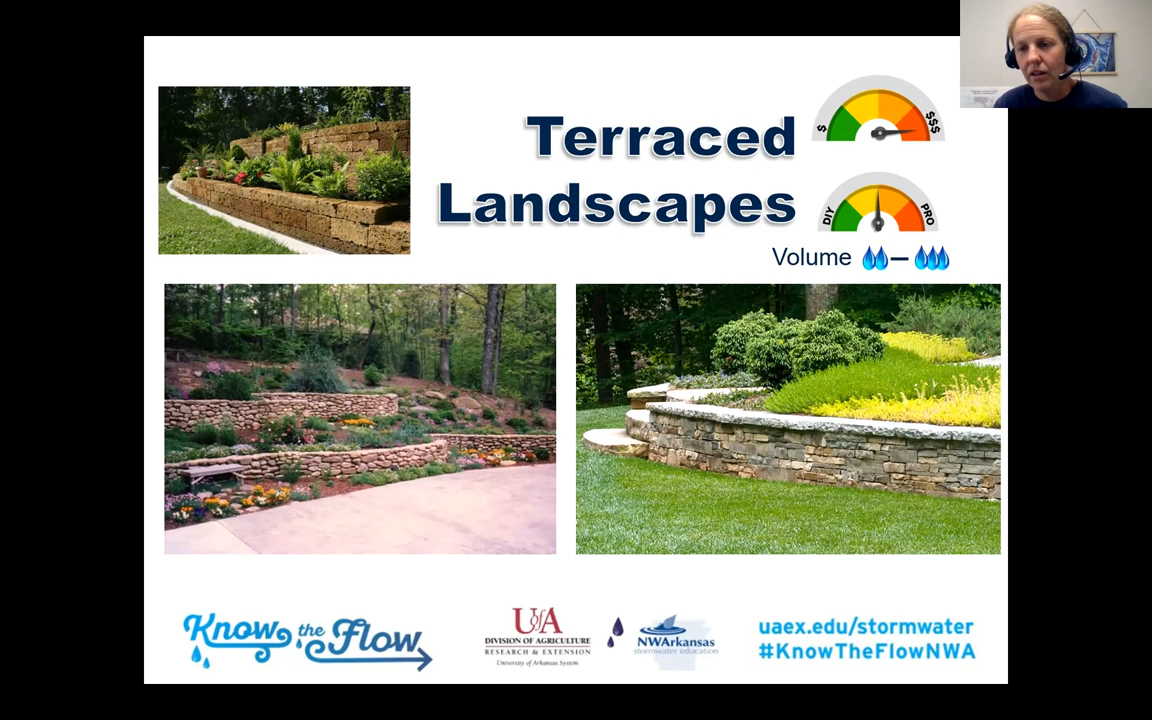 Terraced
Landscapes
$
$$$
DIY
PRO
Volume
Know the Flow
UofA
DIVISION OF AGRICULTURE
RESEARCH & EXTENSION
University of Arkansas System
NWArkansas
stormwater education
uaex.edu/stormwater
#KnowTheFlowNWA